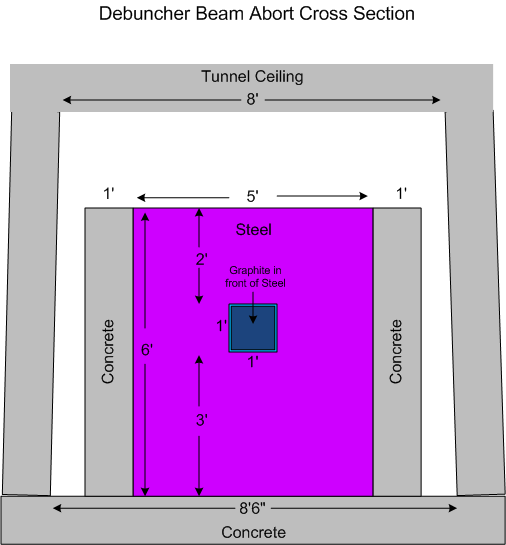 Debuncher Beam Abort Cross Section
Tunnel Ceiling
8'
1'
5'
1'
Steel
2'
Graphite in
front of Steel
1'
1'
6'
Concrete
Concrete
3'
8'6"
Concrete